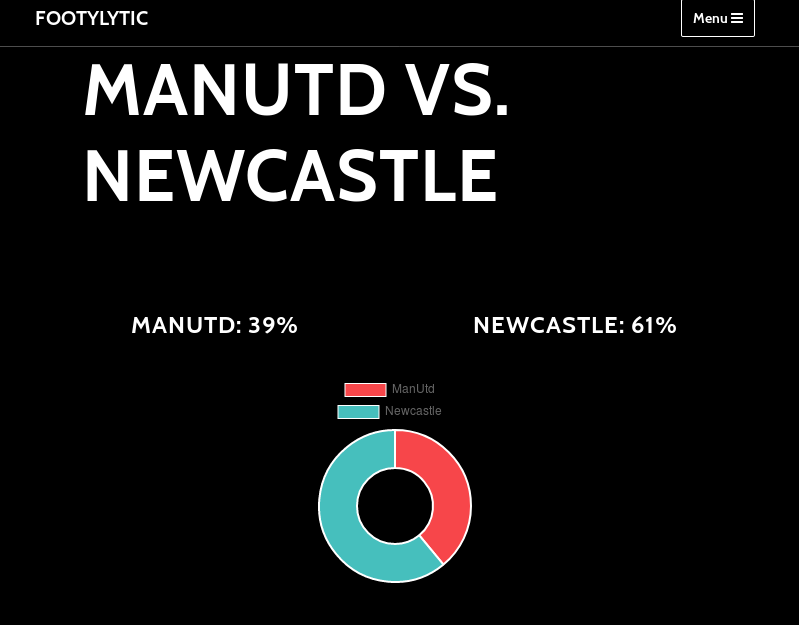 FOOTYLYTIC
Menu
MANUTD VS.
NEWCASTLE
MANUTD: 39%
NEWCASTLE: 61%
ManUtd
Newcastle